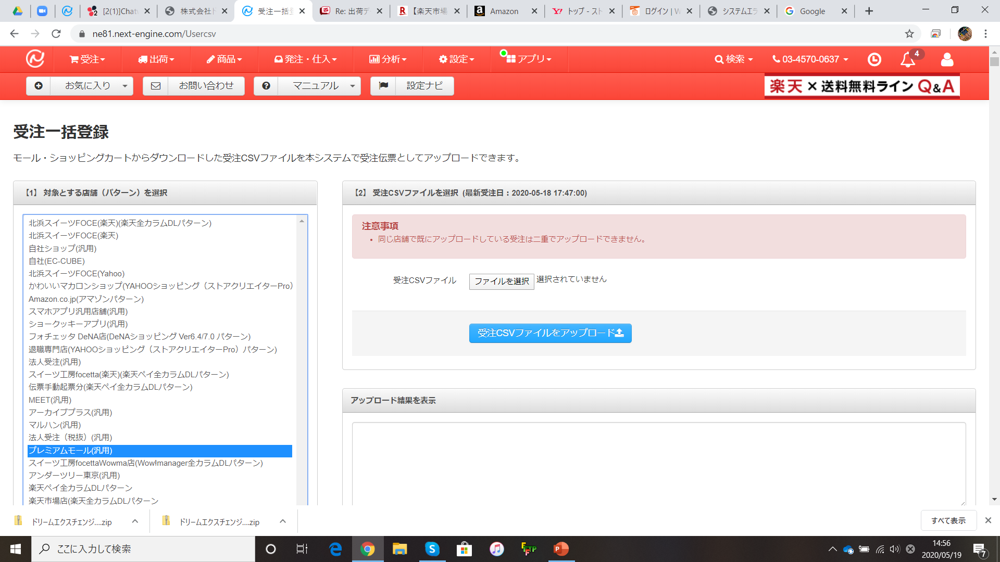 [2(1)]Chatw
株式会社ト
受注一括登
Re: 出荷デ
【楽天市場
Amazon
トップ - スト
ログイン | W
システムエラ
Google
ne81.next-engine.com/Usercsv
受注
出荷
商品
発注・仕入
分析
設定
アプリ
検索
03-4570-0637
4
お気に入り
お問い合わせ
マニュアル
設定ナビ
楽天×送料無料ライン Q&A
受注一括登録
モール・ショッピングカートからダウンロードした受注CSVファイルを本システムで受注伝票としてアップロードできます。
【1】 対象とする店舗（パターン）を選択
北浜スイーツFOCE(楽天)(楽天全カラムDLパターン)
北浜スイーツFOCE(楽天)
自社ショップ(汎用)
自社(EC-CUBE)
北浜スイーツFOCE(Yahoo)
かわいいマカロンショップ(YAHOOショッピング（ストアクリエイターPro）
Amazon.co.jp(アマゾンパターン)
スマホアプリ汎用店舗(汎用)
ショークッキーアプリ(汎用)
フォチェッタ DeNA店(DeNAショッピング Ver6.4/7.0 パターン)
退職専門店(YAHOOショッピング（ストアクリエイターPro）パターン)
法人受注(汎用)
スイーツ工房focetta(楽天)(楽天ペイ全カラムDLパターン)
伝票手動起票分(楽天ペイ全カラムDLパターン)
MEET(汎用)
アーカイブプラス(汎用)
マルハン(汎用)
法人受注（税抜）(汎用)
プレミアムモール(汎用)
スイーツ工房focettaWowma店(Wow!manager全カラムDLパターン)
アンダーツリー東京(汎用)
楽天ペイ全カラムDLパターン
楽天市場店(楽天全カラムDLパターン
【2】 受注CSVファイルを選択 (最新受注日：2020-05-18 17:47:00)
注意事項
• 同じ店舗で既にアップロードしている受注は二重でアップロードできません。
受注CSVファイル
ファイルを選択
選択されていません
受注CSVファイルをアップロード
アップロード結果を表示
ドリームエクスチェンジ....zip
ドリームエクスチェンジ....zip
すべて表示
ここに入力して検索
14:56
2020/05/19
7